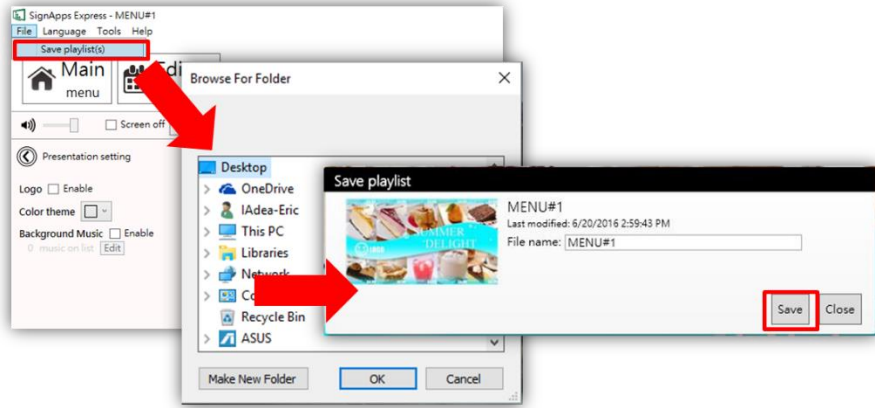 SignApps Express - MENU#1
File Language Tools Help
Save playlist(s)
Main
menu
Screen off
Presentation setting
Logo Enable
Color theme
Background Music Enable
0 music on list Edit
Browse For Folder
Desktop
OneDrive
IAdea-Eric
This PC
Libraries
Network
Recycle Bin
ASUS
Make New Folder OK Cancel
Save playlist
SUMMER
DELIGHT
MENU#1
Last modified: 6/20/2016 2:59:43 PM
File name: MENU#1
Save Close